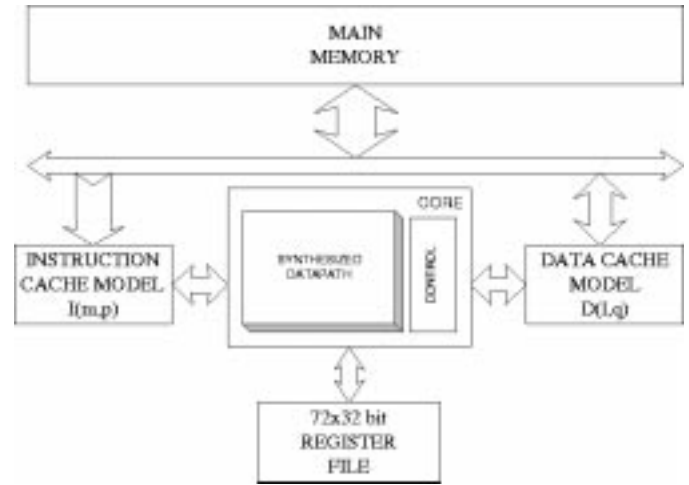 MAIN
MEMORY
CORE
SYNTHESIZED
DATAPATH
CONTROL
INSTRUCTION
CACHE MODEL
I(m,p)
DATA CACHE
MODEL
D(l,q)
72x32 bit
REGISTER
FILE